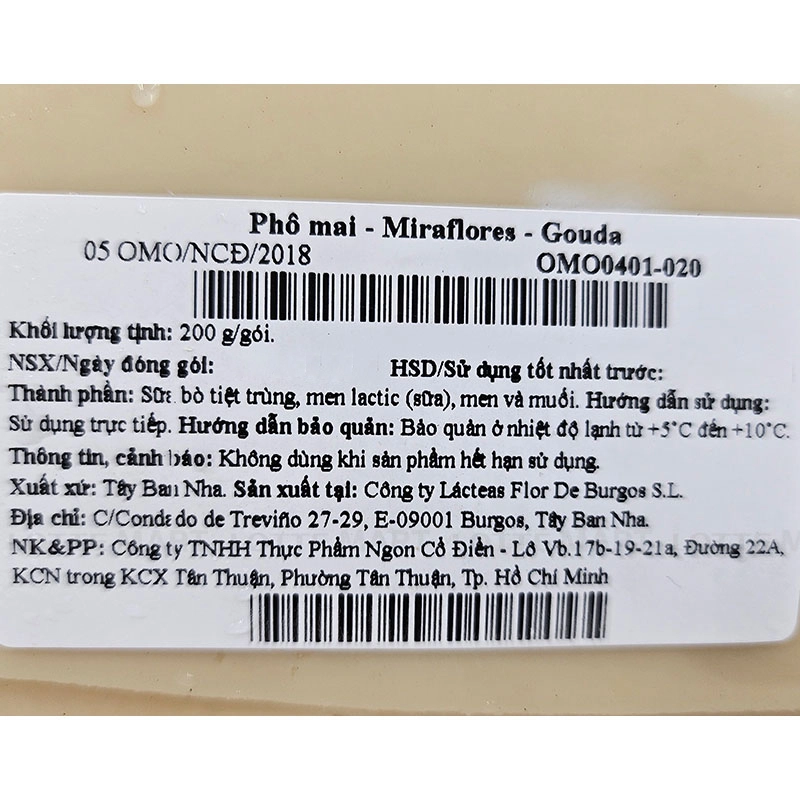 Phô mai - Miraflores - Gouda
05 OMO/NCĐ/2018 OMO0401-020
Khối lượng tịnh: 200 g/gói.
NSX/Ngày đóng gói: HSD/Sử dụng tốt nhất trước:
Thành phần: Sữa bò tiệt trùng, men lactic (sữa), men và muối. Hướng dẫn sử dụng:
Sử dụng trực tiếp. Hướng dẫn bảo quản: Bảo quản ở nhiệt độ lạnh từ +5°C đến +10°C.
Thông tin, cảnh báo: Không dùng khi sản phẩm hết hạn sử dụng.
Xuất xứ: Tây Ban Nha. Sản xuất tại: Công ty Lácteas Flor De Burgos S.L.
Địa chỉ: C/Condado de Treviño 27-29, E-09001 Burgos, Tây Ban Nha.
NK&PP: Công ty TNHH Thực Phẩm Ngon Cổ Điển - Lô Vb.17b-19-21a, Đường 22A,
KCN trong KCX Tân Thuận, Phường Tân Thuận, Tp. Hồ Chí Minh